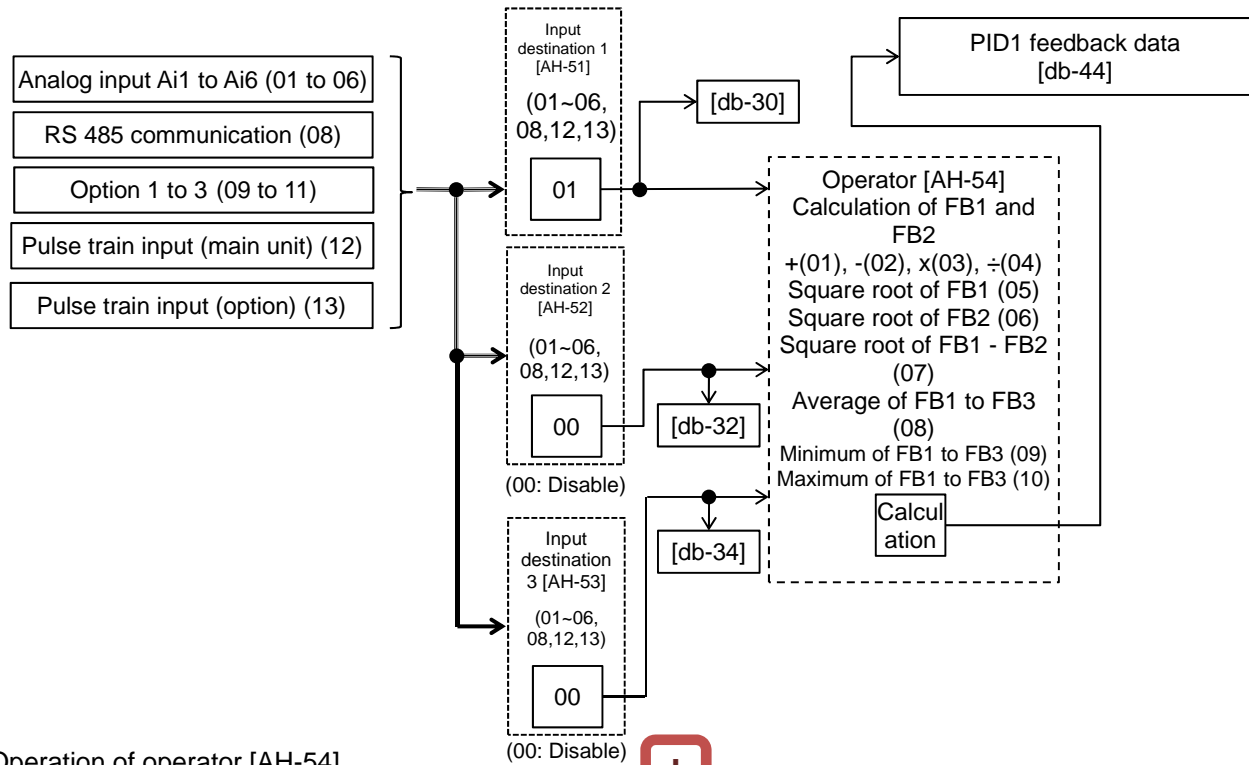 Analog input Ai1 to Ai6 (01 to 06)
RS 485 communication (08)
Option 1 to 3 (09 to 11)
Pulse train input (main unit) (12)
Pulse train input (option) (13)
Input
destination 1
[AH-51]
(01~06,
08,12,13)
01
Input
destination 2
[AH-52]
(01~06,
08,12,13)
00
(00: Disable)
Input
destination
3 [AH-53]
(01~06,
08,12,13)
00
(00: Disable)
[db-30]
[db-32]
[db-34]
PID1 feedback data
[db-44]
Operator [AH-54]
Calculation of FB1 and
FB2
+(01), -(02), x(03), ÷(04)
Square root of FB1 (05)
Square root of FB2 (06)
Square root of FB1 - FB2
(07)
Average of FB1 to FB3
(08)
Minimum of FB1 to FB3 (09)
Maximum of FB1 to FB3 (10)
Calcul
ation
Operation of operator [AH-54]